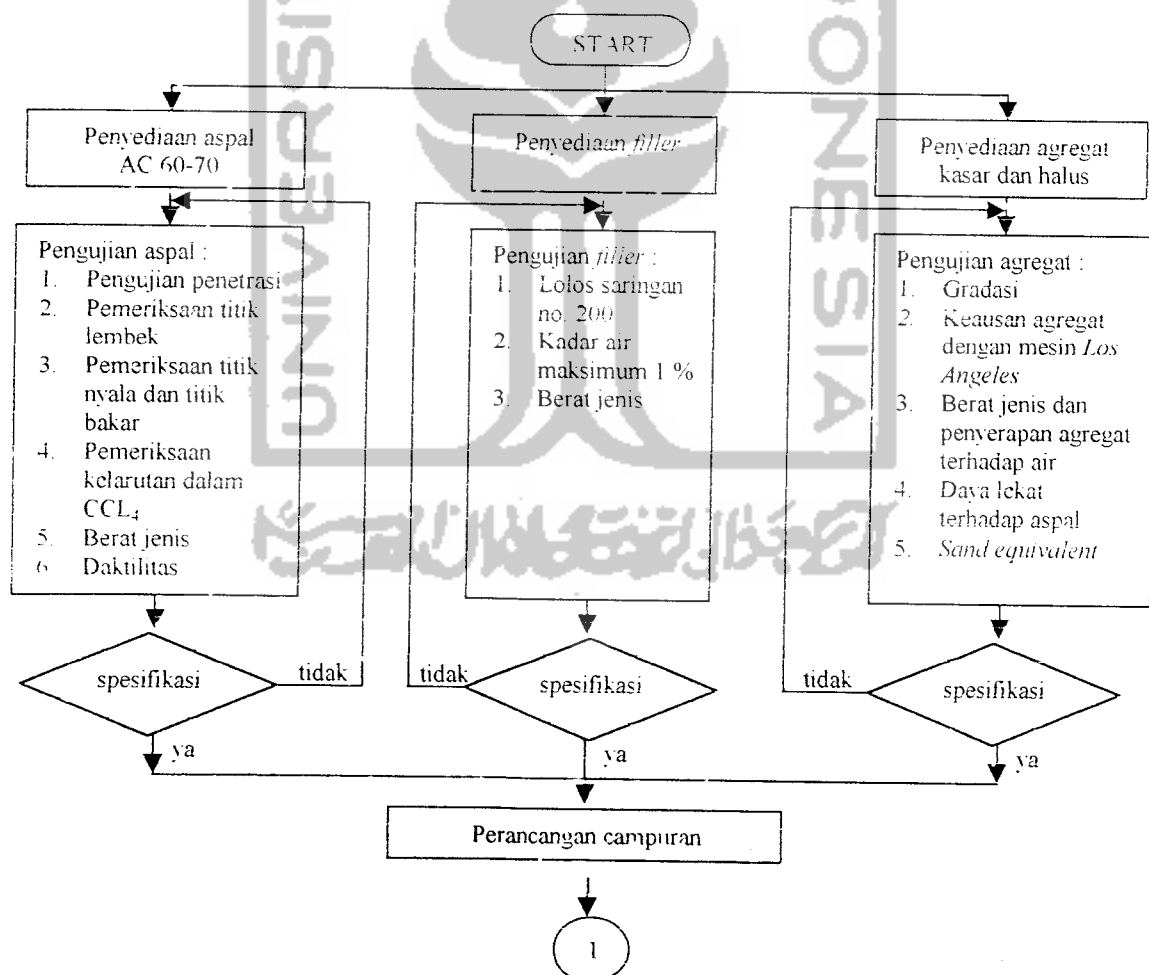 START
Penyediaan aspal
AC 60-70
Penyediaan filler
Penyediaan agregat
kasar dan halus
Pengujian aspal :
1. Pengujian penetrasi
2. Pemeriksaan titik
lembek
3. Pemeriksaan titik
nyala dan titik
bakar
4. Pemeriksaan
kelarutan dalam
CCL₄
5. Berat jenis
6 Daktilitas
Pengujian filler :
1. Lolos saringan
no. 200
2. Kadar air
maksimum 1 %
3. Berat jenis
Pengujian agregat :
1. Gradasi
2. Keausan agregat
dengan mesin Los
Angeles
3. Berat jenis dan
penyerapan agregat
terhadap air
4. Daya lekat
terhadap aspal
5. Sand equivalent
spesifikasi
tidak
ya
tidak
spesifikasi
ya
tidak
spesifikasi
ya
Perancangan campuran
1